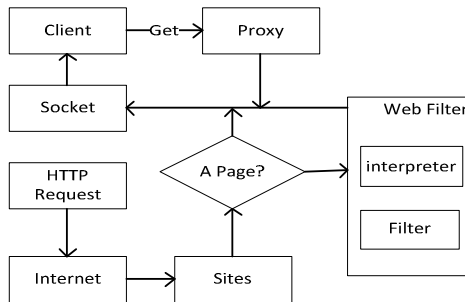 Client
Get
Proxy
Socket
Web Filter
HTTP
Request
A Page?
interpreter
Filter
Internet
Sites